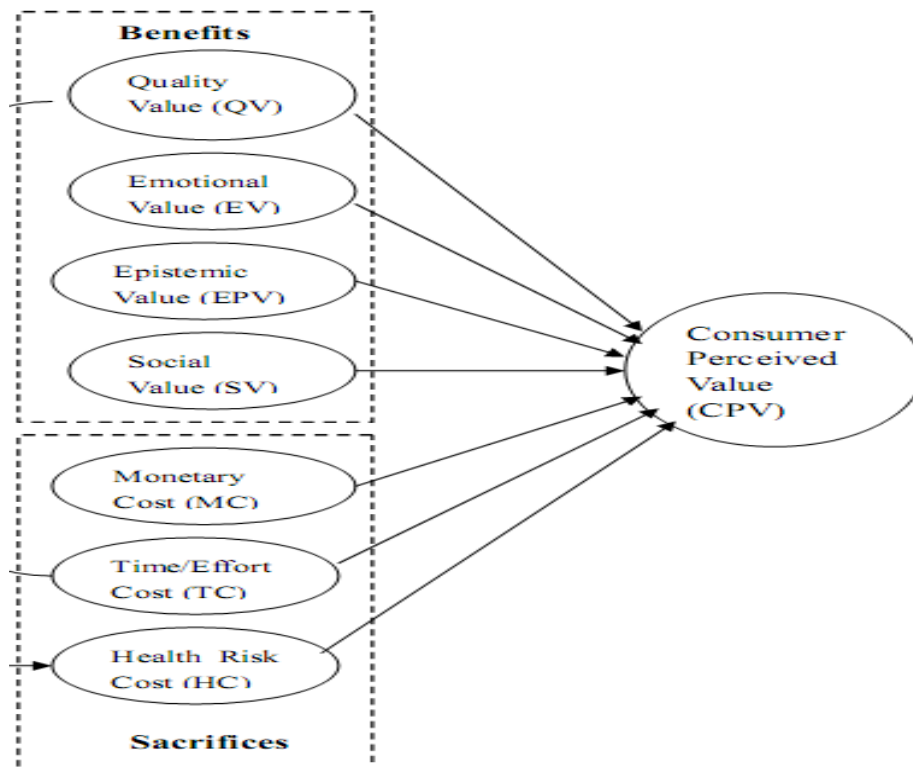 Benefits
Quality
Value (QV)
Emotional
Value (EV)
Epistemic
Value (EPV)
Social
Value (SV)
Monetary
Cost (MC)
Time/Effort
Cost (TC)
Health Risk
Cost (HC)
Sacrifices
Consumer
Perceived
Value
(CPV)